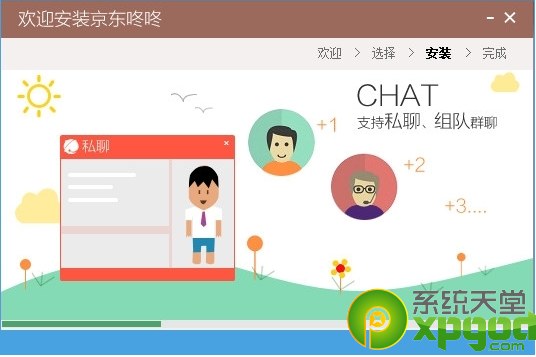 欢迎安装京东咚咚
欢迎 > 选择 > 安装 > 完成
CHAT
支持私聊、组队群聊
私聊
+1
+2
+3....
系统天堂
xpgod
.com